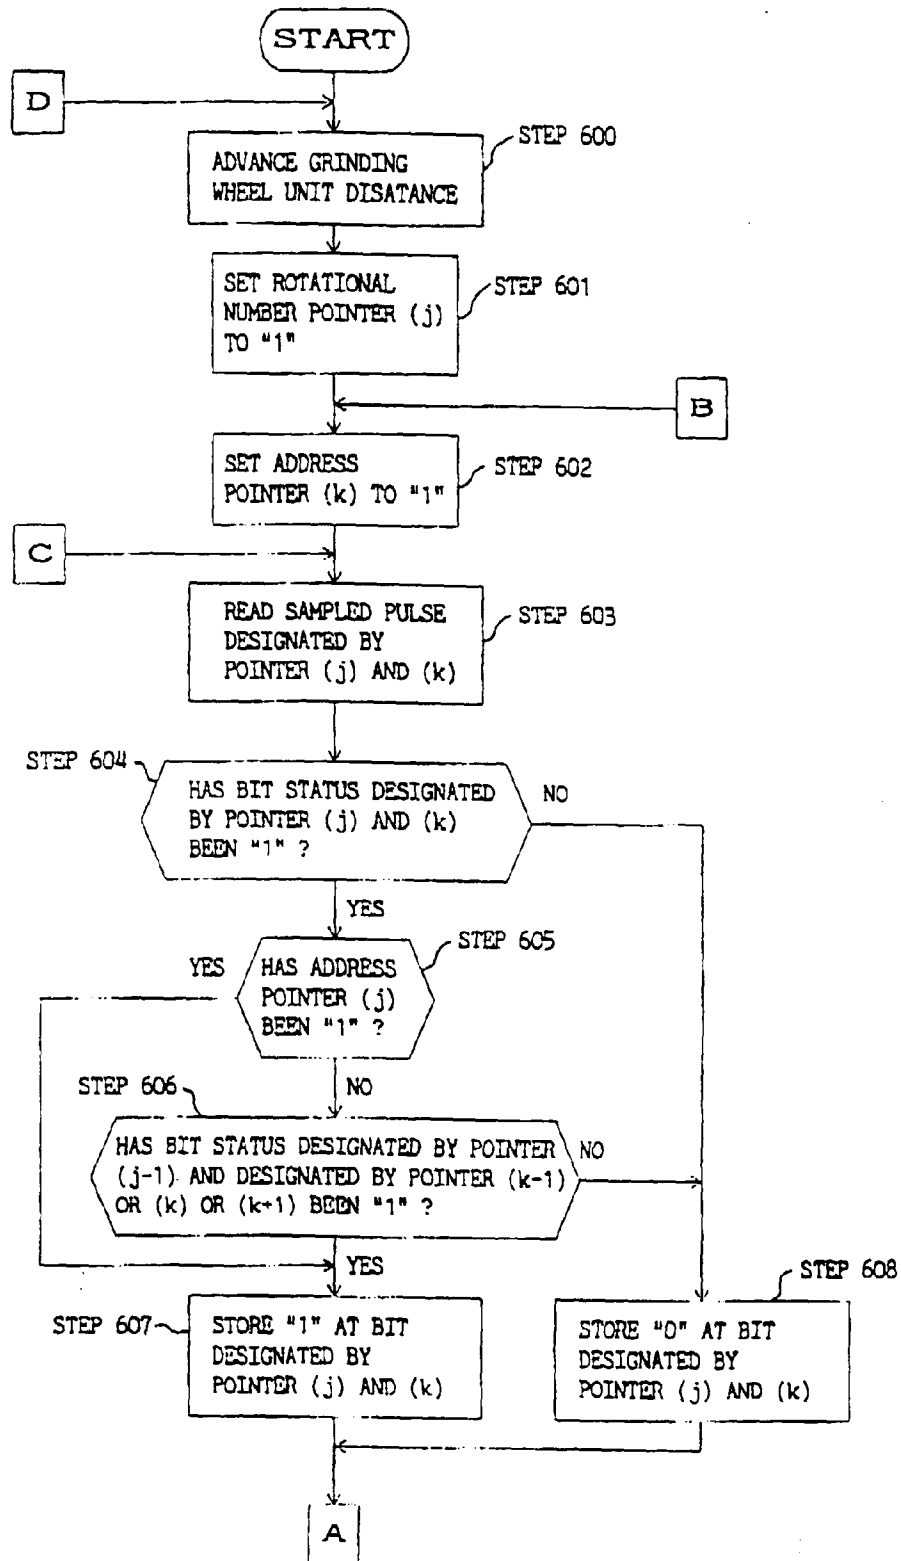 START
D
STEP 600
ADVANCE GRINDING
WHEEL UNIT DISATANCE
STEP 601
SET ROTATIONAL
NUMBER POINTER (j)
TO "1"
B
STEP 602
SET ADDRESS
POINTER (k) TO "1"
C
STEP 603
READ SAMPLED PULSE
DESIGNATED BY
POINTER (j) AND (k)
STEP 604
HAS BIT STATUS DESIGNATED
BY POINTER (j) AND (k)
BEEN "1" ?
NO
YES
STEP 605
YES
HAS ADDRESS
POINTER (j)
BEEN "1" ?
NO
STEP 606
HAS BIT STATUS DESIGNATED BY POINTER
(j-1) AND DESIGNATED BY POINTER (k-1)
OR (k) OR (k+1) BEEN "1" ?
NO
YES
STEP 607
STORE "1" AT BIT
DESIGNATED BY
POINTER (j) AND (k)
STEP 608
STORE "0" AT BIT
DESIGNATED BY
POINTER (j) AND (k)
A